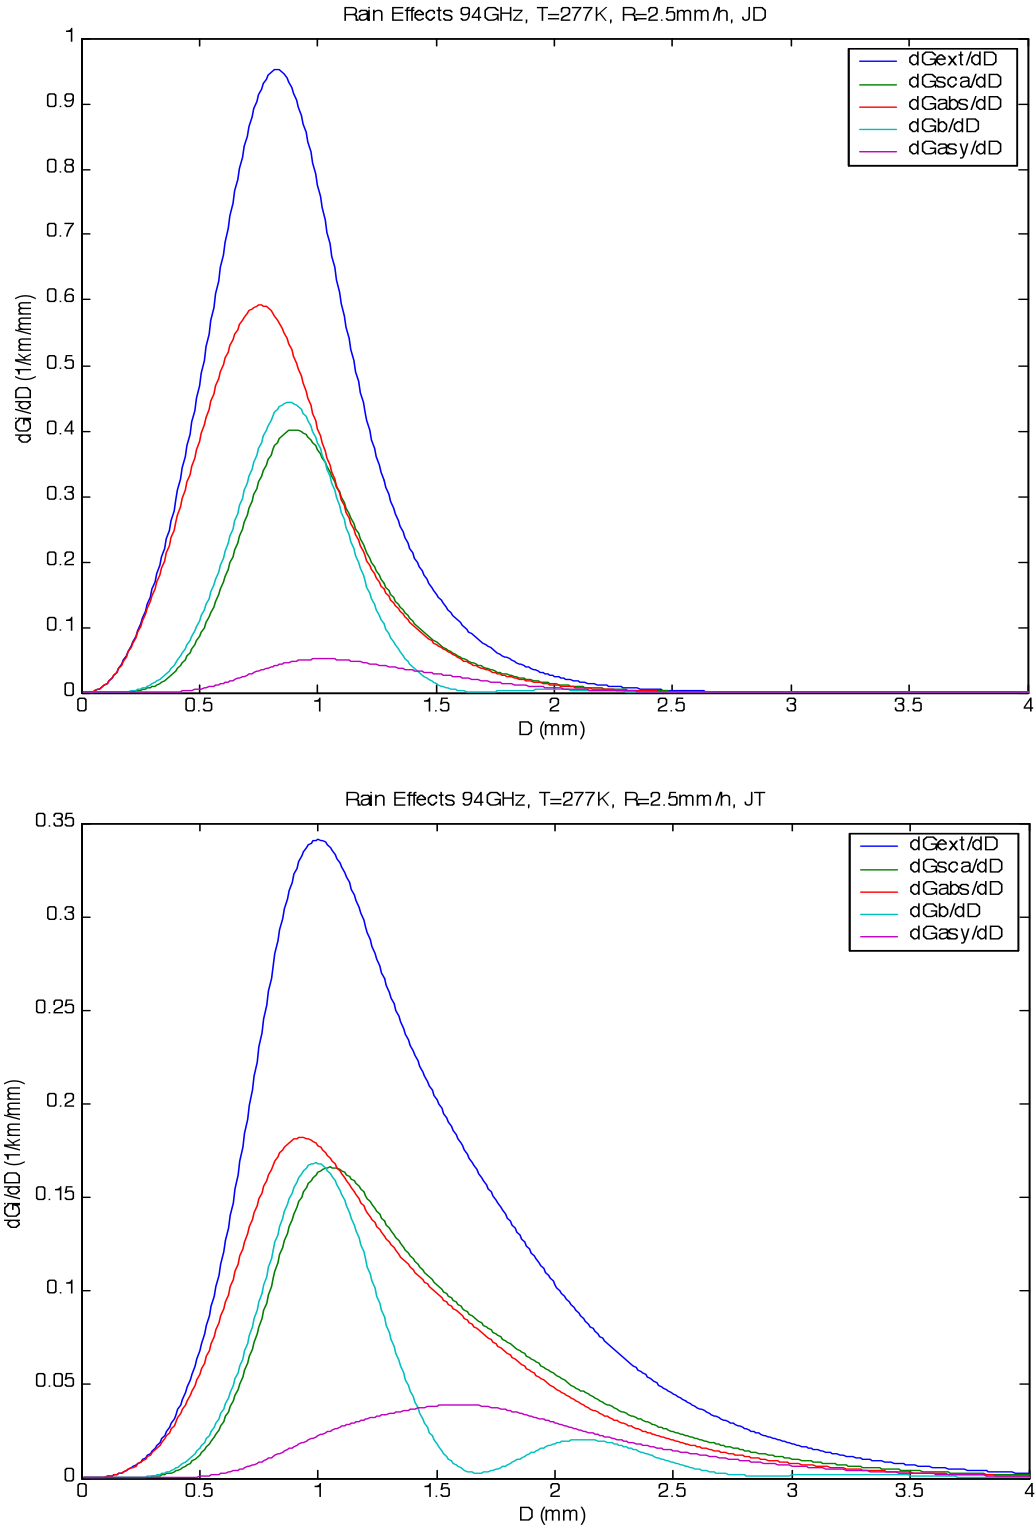 Rain Effects 94GHz, T=277K, R=2.5mm/h, JD
1
0.9
0.8
0.7
0.6
0.5
0.4
0.3
0.2
0.1
0
dGi/dD (1/km/mm)
dGext/dD
dGsca/dD
dGabs/dD
dGb/dD
dGasy/dD
0 0.5 1 1.5 2 2.5 3 3.5 4
D (mm)
Rain Effects 94GHz, T=277K, R=2.5mm/h, JT
0.35
0.3
0.25
0.2
0.15
0.1
0.05
0
dGi/dD (1/km/mm)
dGext/dD
dGsca/dD
dGabs/dD
dGb/dD
dGasy/dD
0 0.5 1 1.5 2 2.5 3 3.5 4
D (mm)